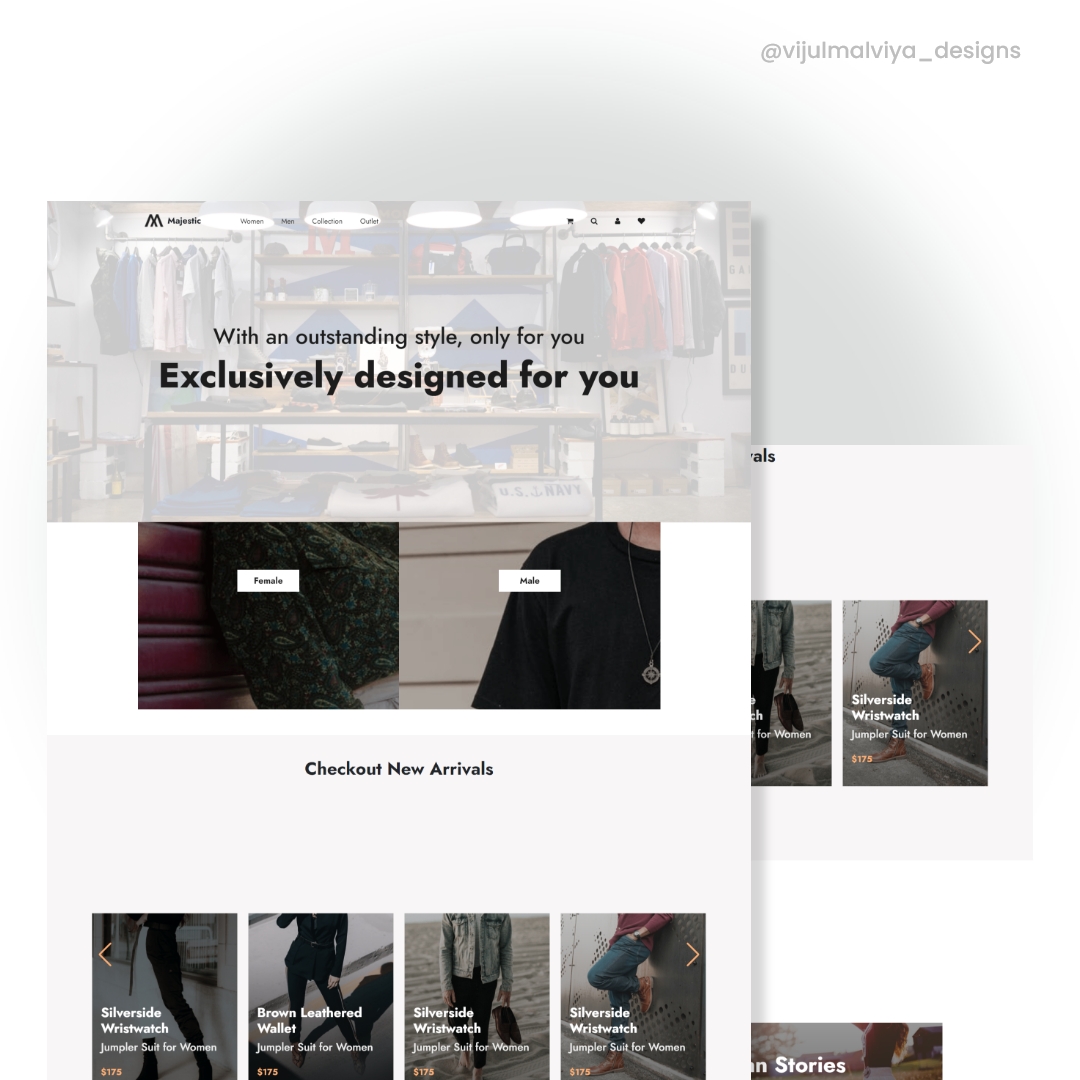 @vijulmalviya_designs
Majestic
Women Men Collection Outlet
With an outstanding style, only for you
Exclusively designed for you
U.S. NAVY
Female
Male
Checkout New Arrivals
Silverside
Wristwatch
Jumpler Suit for Women
$175
Brown Leathered
Wallet
Jumpler Suit for Women
$175
Silverside
Wristwatch
Jumpler Suit for Women
$175
Silverside
Wristwatch
Jumpler Suit for Women
$175
vals
ch
t for Women
Silverside
Wristwatch
Jumpler Suit for Women
$175
Stories